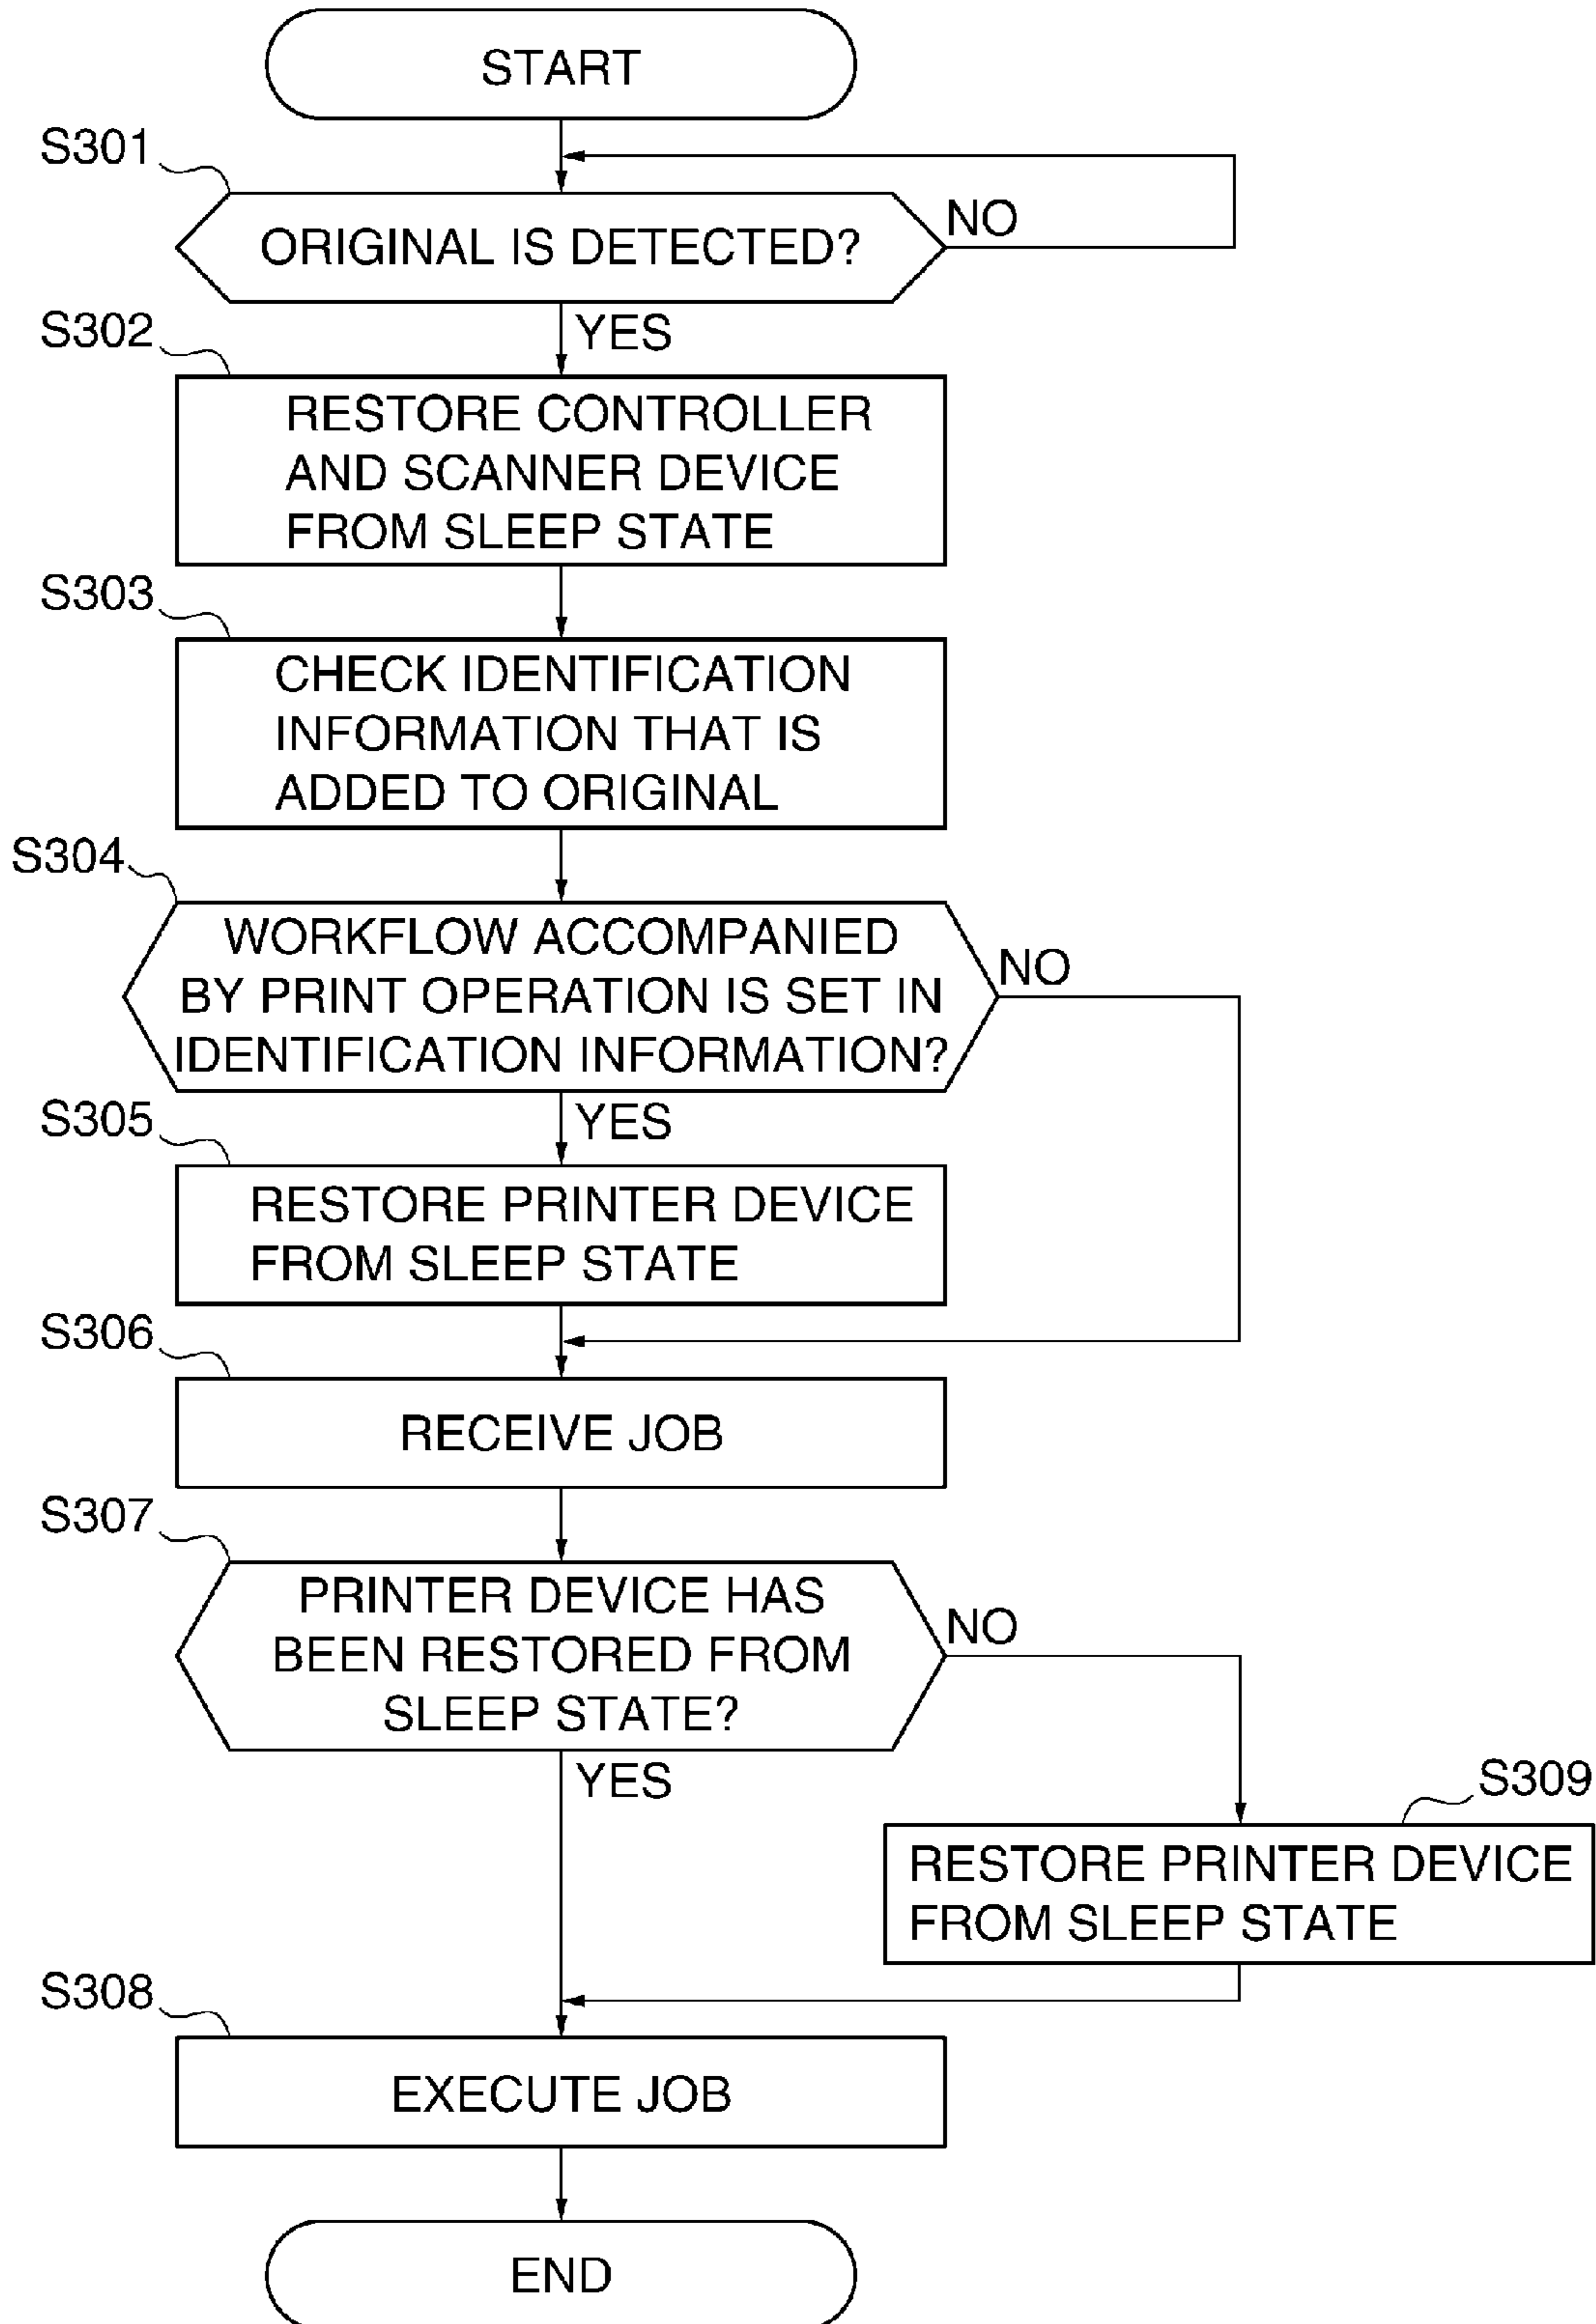 START
S301
ORIGINAL IS DETECTED?
NO
S302
YES
RESTORE CONTROLLER
AND SCANNER DEVICE
FROM SLEEP STATE
S303
CHECK IDENTIFICATION
INFORMATION THAT IS
ADDED TO ORIGINAL
S304
WORKFLOW ACCOMPANIED
BY PRINT OPERATION IS SET IN
IDENTIFICATION INFORMATION?
NO
S305
YES
RESTORE PRINTER DEVICE
FROM SLEEP STATE
S306
RECEIVE JOB
S307
PRINTER DEVICE HAS
BEEN RESTORED FROM
SLEEP STATE?
NO
YES
S309
RESTORE PRINTER DEVICE
FROM SLEEP STATE
S308
EXECUTE JOB
END